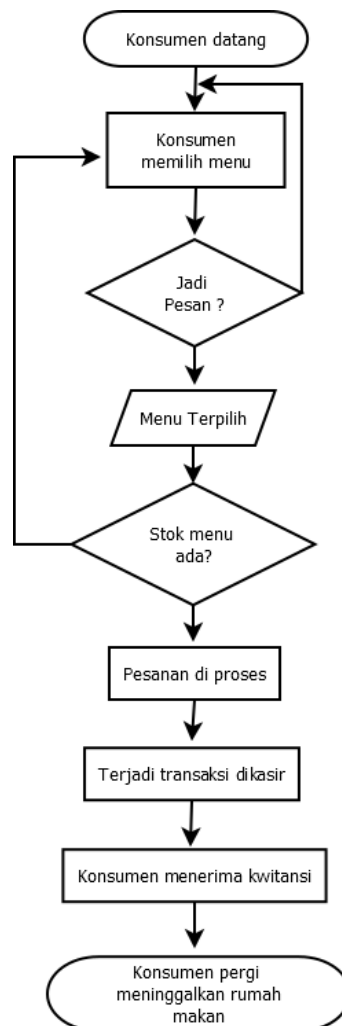 Konsumen datang
Konsumen
memilih menu
Jadi
Pesan ?
Menu Terpilih
Stok menu
ada?
Pesanan di proses
Terjadi transaksi dikasir
Konsumen menerima kwitansi
Konsumen pergi
meninggalkan rumah
makan